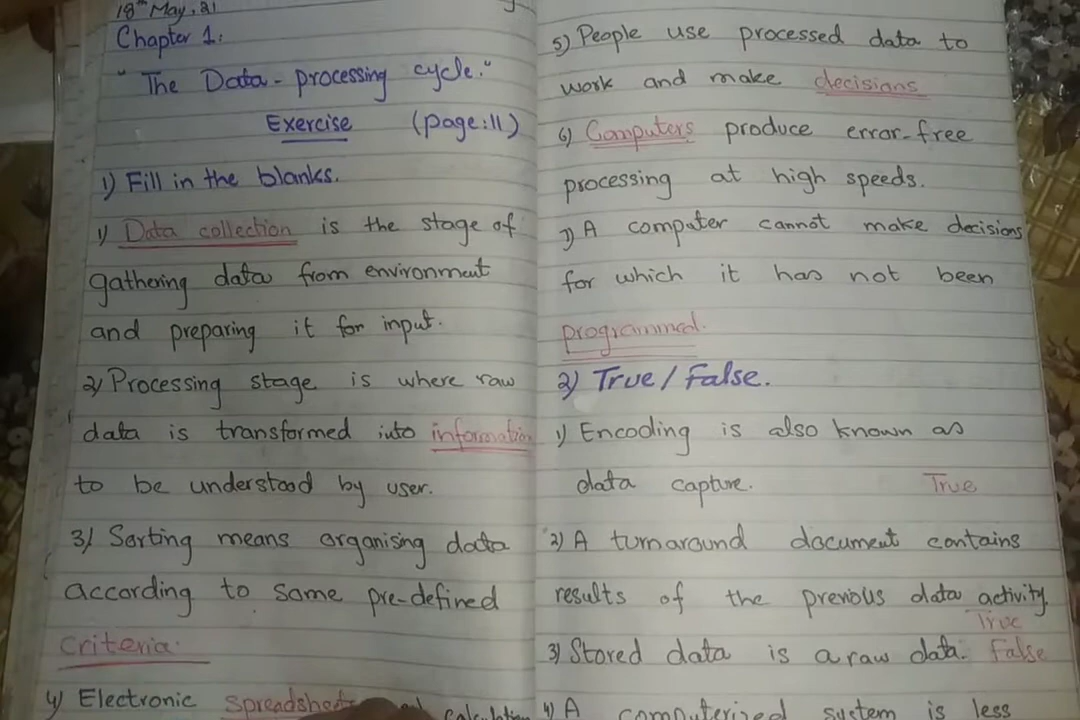 18th May, 21
Chapter 1:
"The Data-processing cycle."
Exercise (page:11)
1) Fill in the blanks.
1) Data collection is the stage of
gathering data from environment
and preparing it for input.
2) Processing stage is where raw
data is transformed into information
to be understood by user.
3) Sorting means organising data
according to some pre-defined
criteria.
4) Electronic spreadsheet calculation
5) People use processed data to
work and make decisions
6) Computers produce error-free
processing at high speeds.
7) A computer cannot make decisions
for which it has not been
programmed.
2) True / False.
1) Encoding is also known as
data capture. True
2) A turnaround document contains
results of the previous data activity.
True
3) Stored data is a raw data. False
4) A computerized system is less